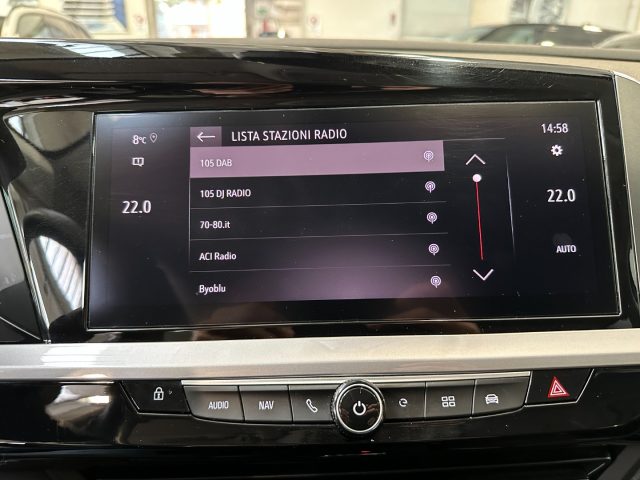 8°C
LISTA STAZIONI RADIO
14:58
105 DAB
105 DJ RADIO
22.0
22.0
70-80.it
ACI Radio
AUTO
Byoblu
AUDIO
NAV